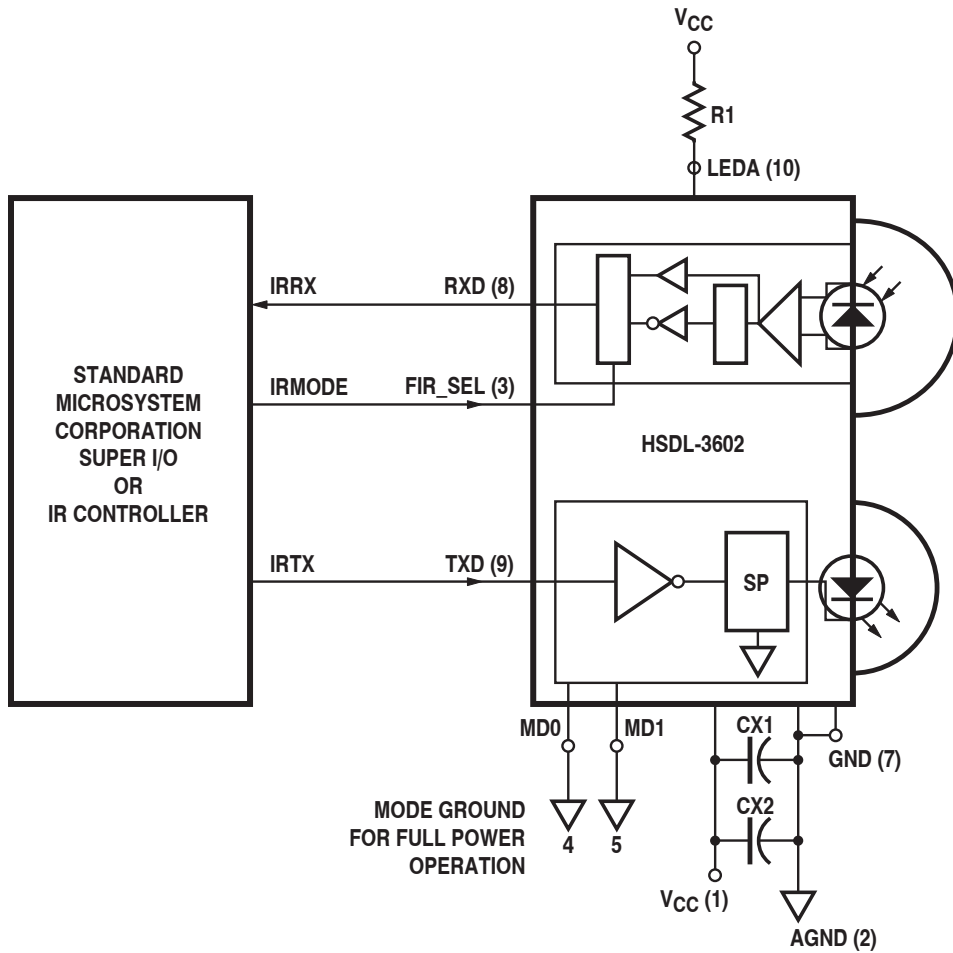 VCC
R1
LEDA (10)
IRRX
RXD (8)
STANDARD
MICROSYSTEM
CORPORATION
SUPER I/O
OR
IR CONTROLLER
IRMODE
FIR_SEL (3)
HSDL-3602
IRTX
TXD (9)
SP
MD0
MD1
CX1
GND (7)
MODE GROUND
FOR FULL POWER
OPERATION
4
5
CX2
VCC (1)
AGND (2)